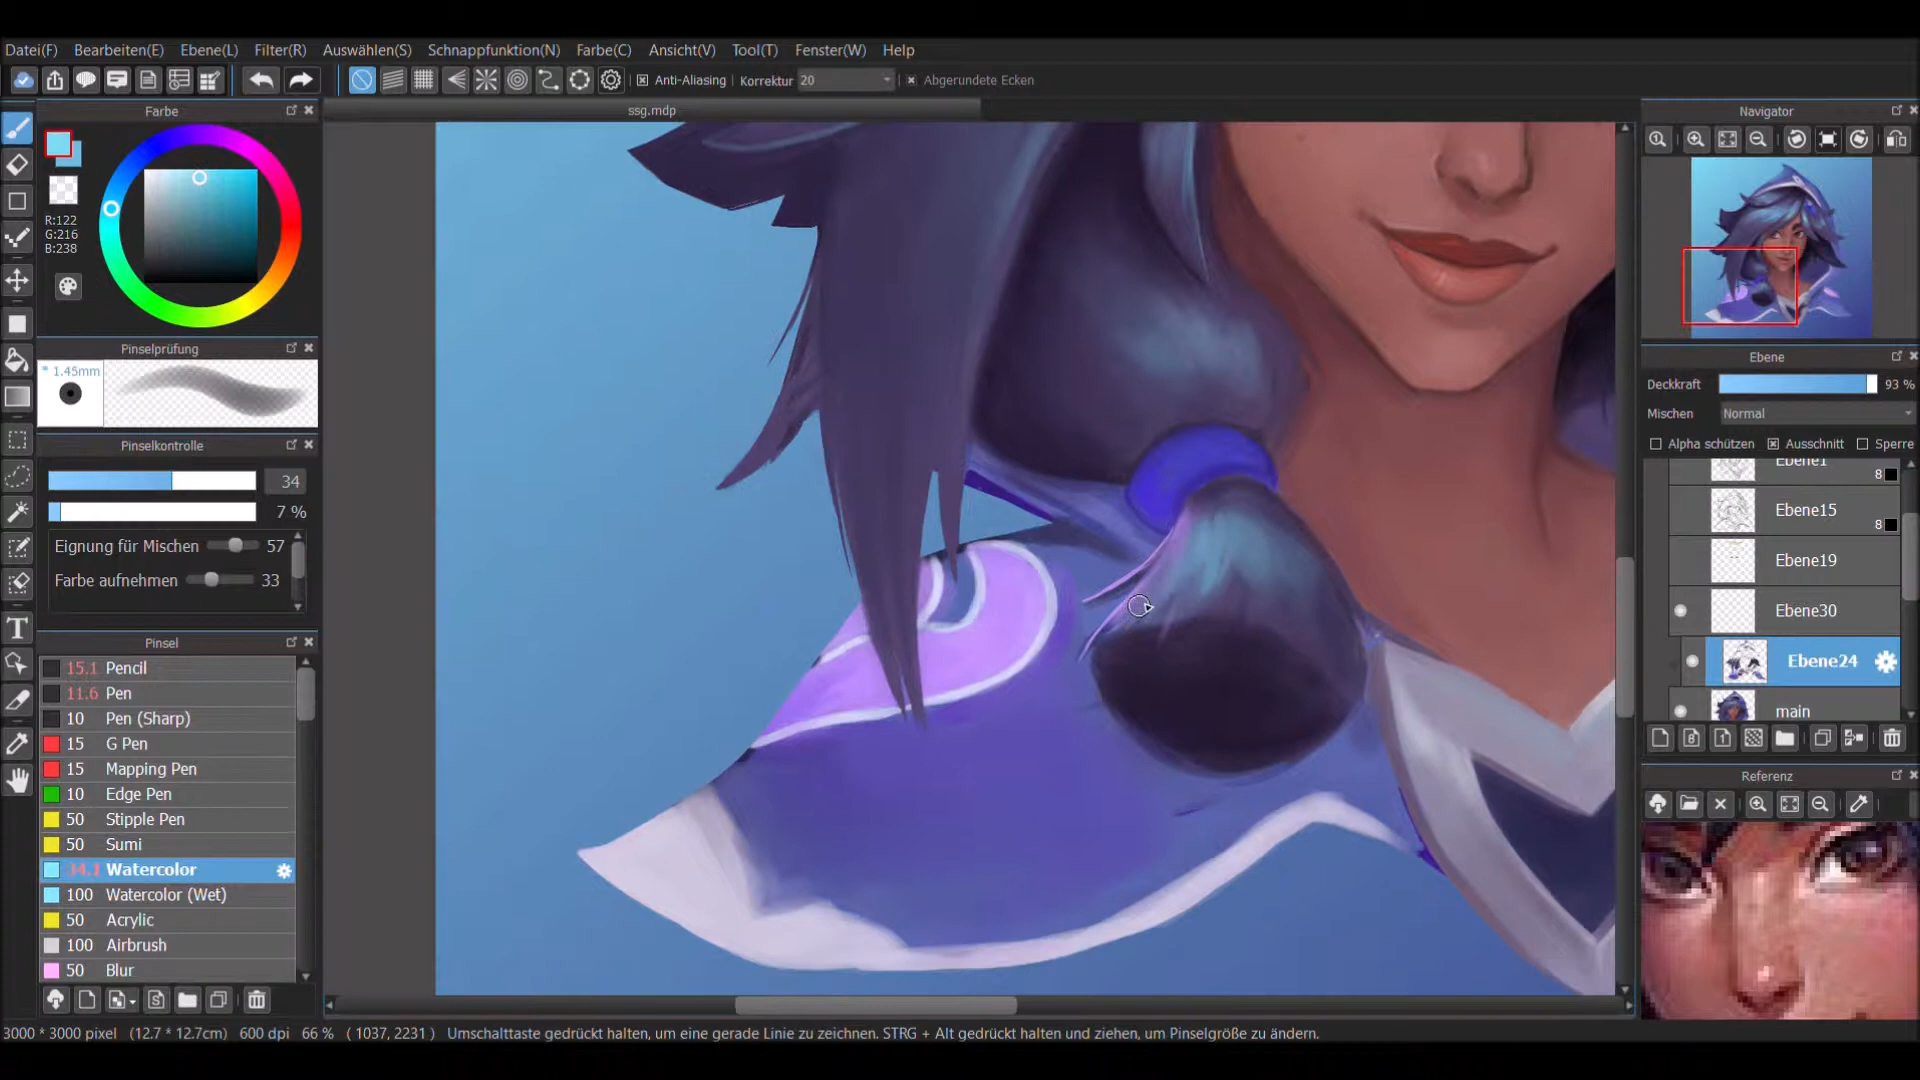 Datei(F) Bearbeiten(E) Ebene(L) Filter(R) Auswählen(S) Schnappfunktion(N) Farbe(C) Ansicht(V) Tool(T) Fenster(W) Help
Anti-Aliasing Korrektur 20 Abgerundete Ecken
Farbe
ssg.mdp
Navigator
R:122
G:216
B:238
Pinselprüfung
* 1.45mm
Ebene
Deckkraft 93 %
Mischen Normal
Alpha schützen Ausschnitt Sperre
Pinselkontrolle
34
7 %
Eignung für Mischen 57
Farbe aufnehmen 33
Ebene1
8
Ebene15
8
Ebene19
Ebene30
Ebene24
main
Pinsel
15.1 Pencil
11.6 Pen
10 Pen (Sharp)
15 G Pen
15 Mapping Pen
10 Edge Pen
50 Stipple Pen
50 Sumi
34.1 Watercolor
100 Watercolor (Wet)
50 Acrylic
100 Airbrush
50 Blur
Referenz
3000 * 3000 pixel (12.7 * 12.7cm) 600 dpi 66 % ( 1037, 2231 ) Umschalttaste gedrückt halten, um eine gerade Linie zu zeichnen. STRG + Alt gedrückt halten und ziehen, um Pinselgröße zu ändern.